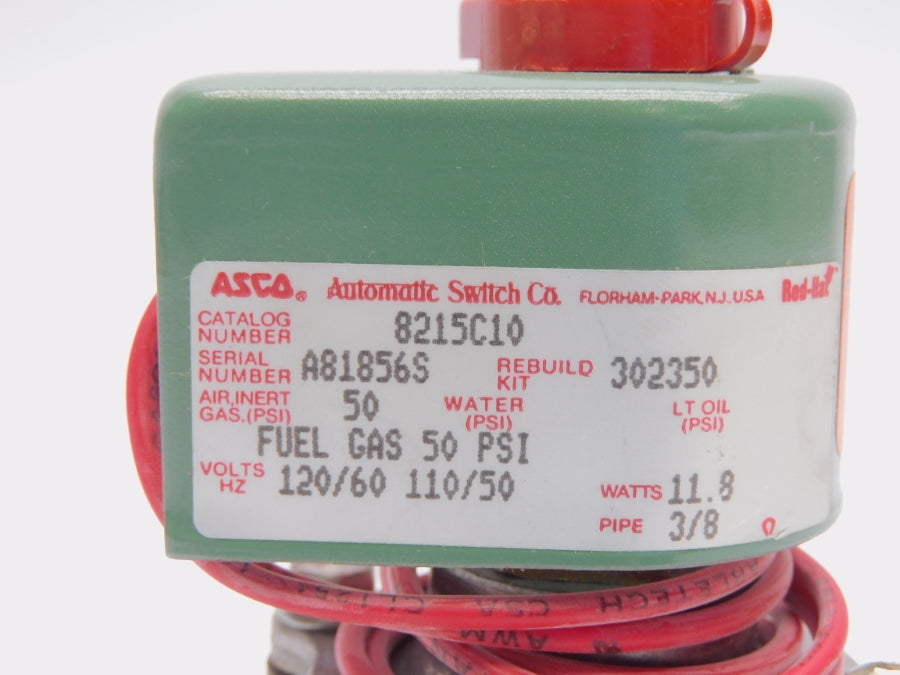 ASCO® Automatic Switch Co. FLORHAM-PARK, N.J. U.S.A Red-Hat
CATALOG NUMBER 8215C10
SERIAL NUMBER A81856S REBUILD KIT 302350
AIR,INERT GAS.(PSI) 50 WATER (PSI) LT OIL (PSI)
FUEL GAS 50 PSI
VOLTS HZ 120/60 110/50 WATTS 11.8
PIPE 3/8
CSA
AWM